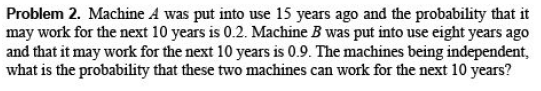 Problem 2. Machine A was put into use 15 years ago and the probability that it
may work for the next 10 years is 0.2. Machine B was put into use eight years ago
and that it may work for the next 10 years is 0.9. The machines being independent,
what is the probability that these two machines can work for the next 10 years?